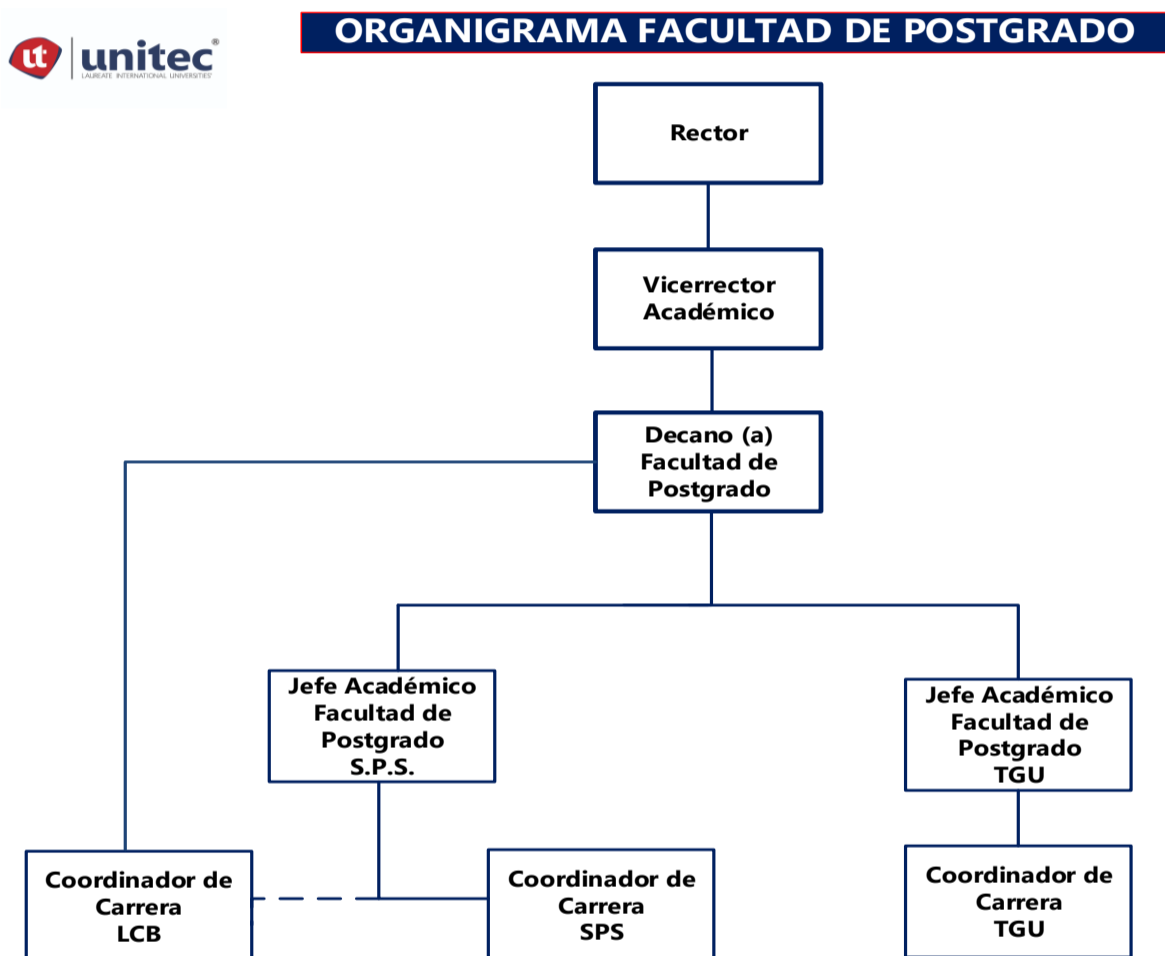 ut unitec®
LAUREATE INTERNATIONAL UNIVERSITIES®
ORGANIGRAMA FACULTAD DE POSTGRADO
Rector
Vicerrector
Académico
Decano (a)
Facultad de
Postgrado
Jefe Académico
Facultad de
Postgrado
S.P.S.
Jefe Académico
Facultad de
Postgrado
TGU
Coordinador de
Carrera
LCB
Coordinador de
Carrera
SPS
Coordinador de
Carrera
TGU